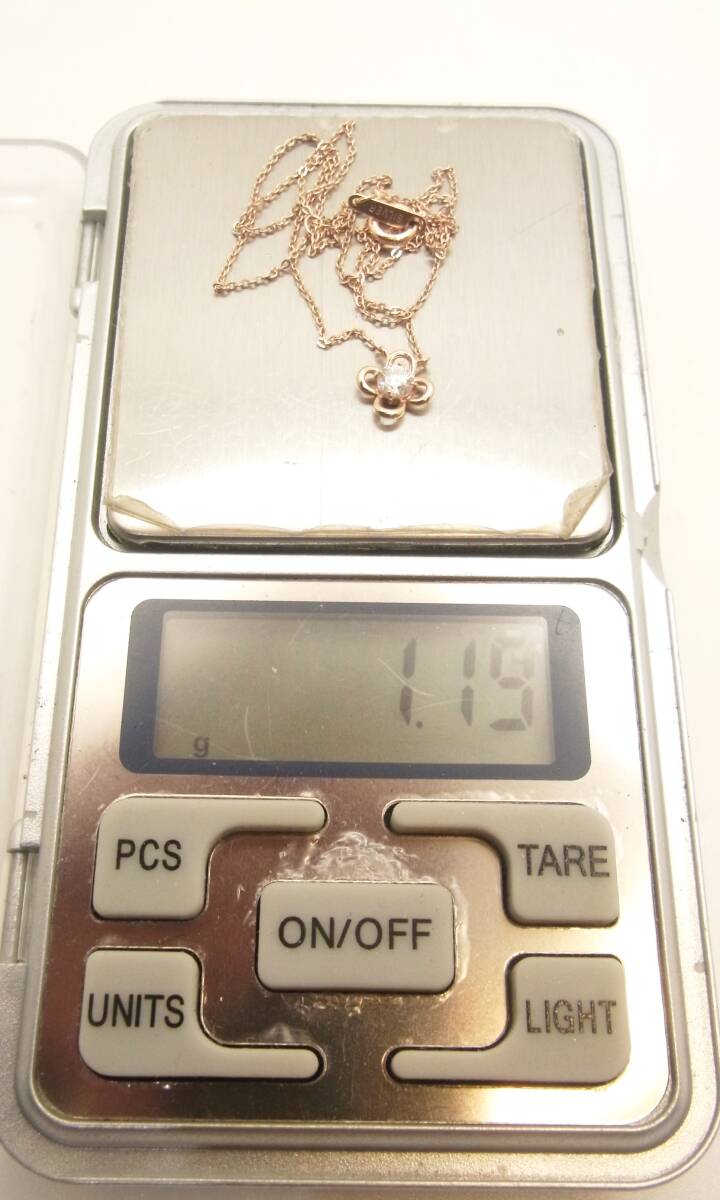 1.19
g
PCS
TARE
ON/OFF
UNITS
LIGHT